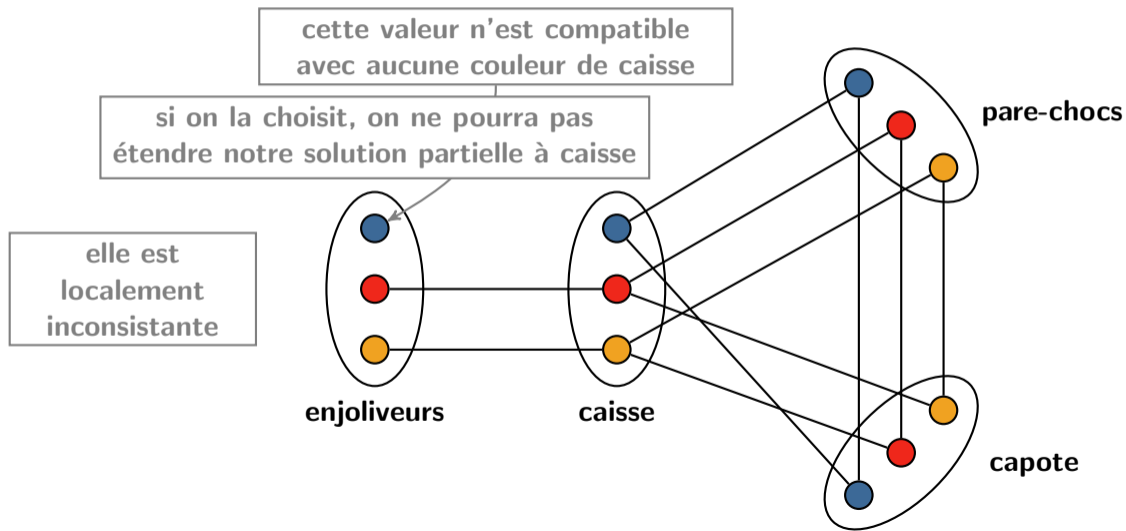 cette valeur n'est compatible
avec aucune couleur de caisse
si on la choisit, on ne pourra pas
étendre notre solution partielle à caisse
elle est
localement
inconsistante
pare-chocs
enjoliveurs
caisse
capote